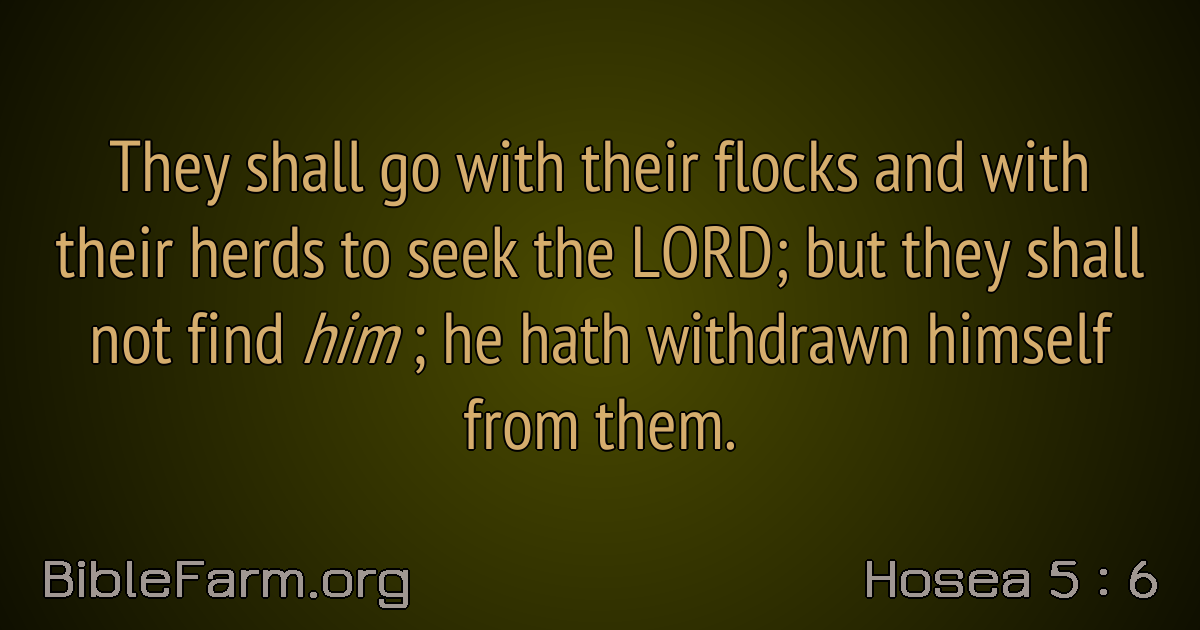 They shall go with their flocks and with
their herds to seek the LORD; but they shall
not find him ; he hath withdrawn himself
from them.
BibleFarm.org
Hosea 5 : 6